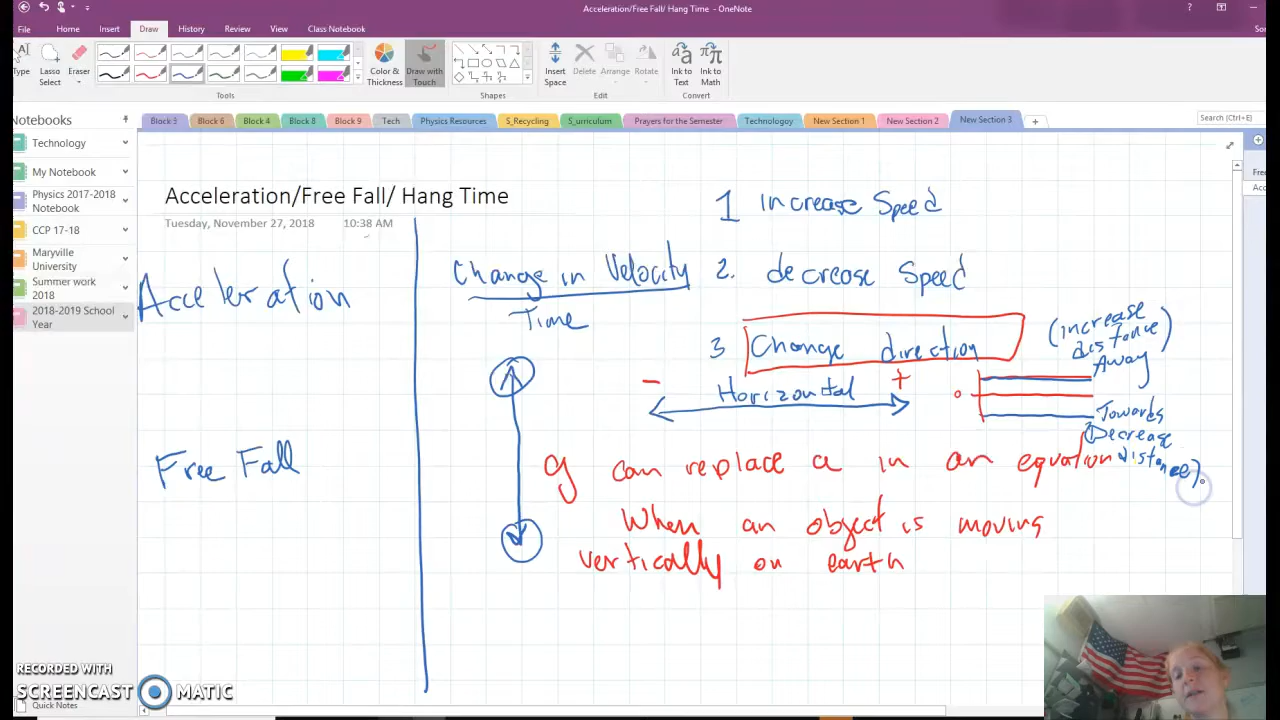 Acceleration/Free Fall/ Hang Time - OneNote
?
File
Home
Insert
Draw
History
Review
View
Class Notebook
Type
Lasso Select
Eraser
Color & Thickness
Draw with Touch
Insert Space
Delete
Arrange
Rotate
Ink to Text
Ink to Math
Tools
Shapes
Edit
Convert
Notebooks
Block 3
Block 6
Block 4
Block 8
Block 9
Tech
Physics Resources
S_Recycling
S_urriculum
Prayers for the Semester
Technologoy
New Section 1
New Section 2
New Section 3
Search (Ctrl+E)
Technology
My Notebook
Physics 2017-2018
Notebook
CCP 17-18
Maryville
University
Summer work
2018
2018-2019 School
Year
Quick Notes
Acceleration/Free Fall/ Hang Time
Tuesday, November 27, 2018 10:38 AM
Acceleration
Change in Velocity
Time
1 Increase Speed
2. decrease Speed
3 Change direction
- Horizontal +
0
(increase
distance)
Away
Towards
(Decrease
distance)
Free Fall
g can replace a in an equation
When an object is moving
vertically on earth
RECORDED WITH
SCREENCAST MATIC